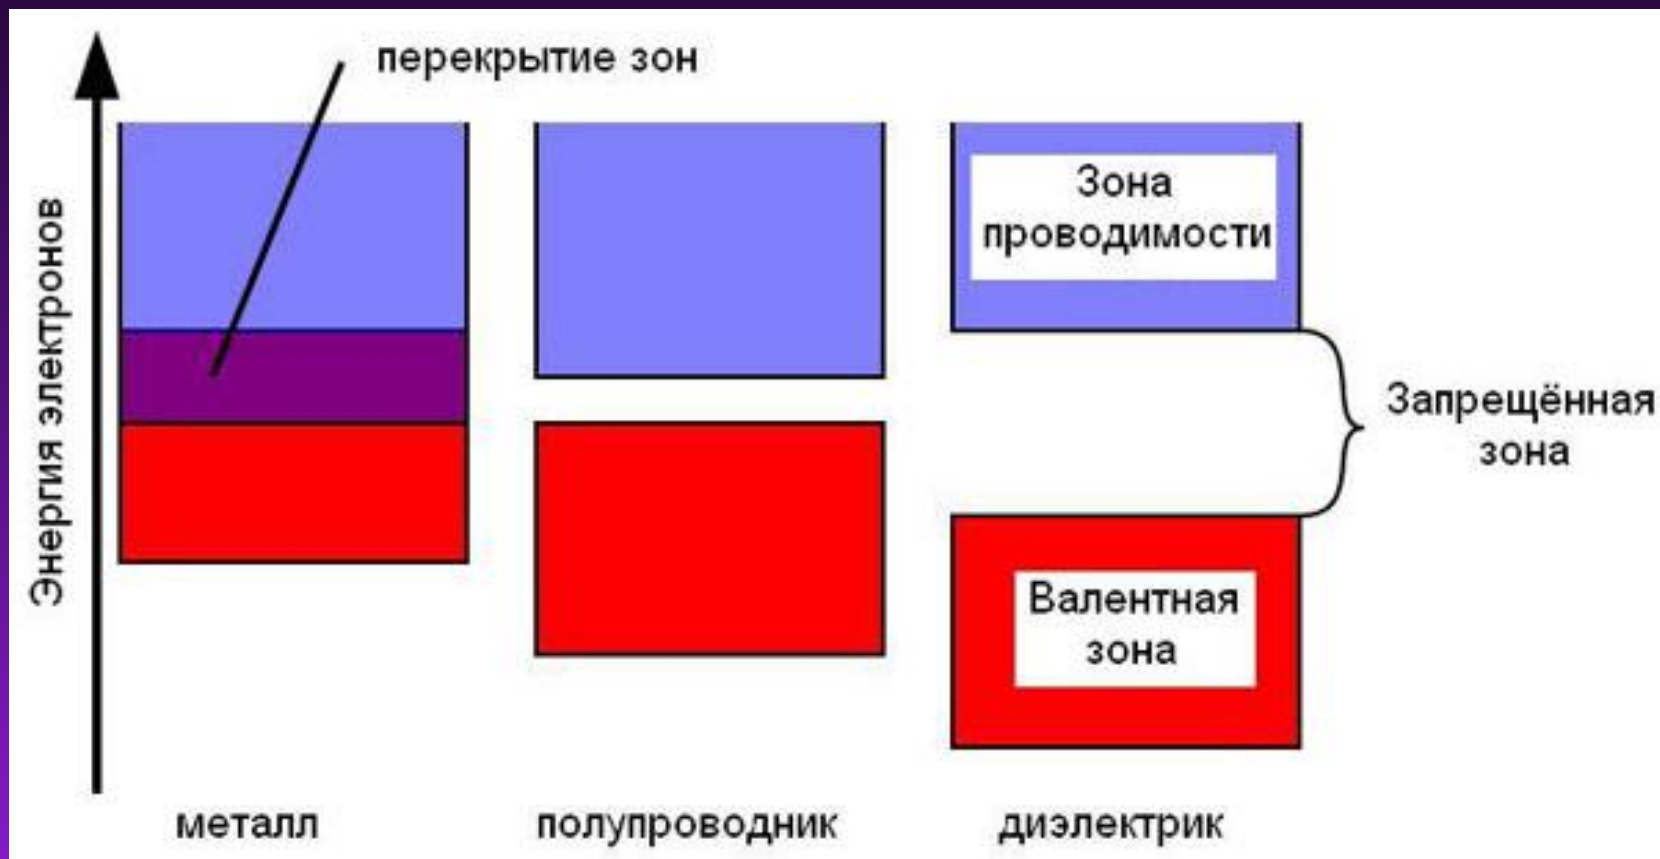 перекрытие зон
Энергия электронов
Зона
проводимости
Запрещённая
зона
Валентная
зона
металл
полупроводник
диэлектрик